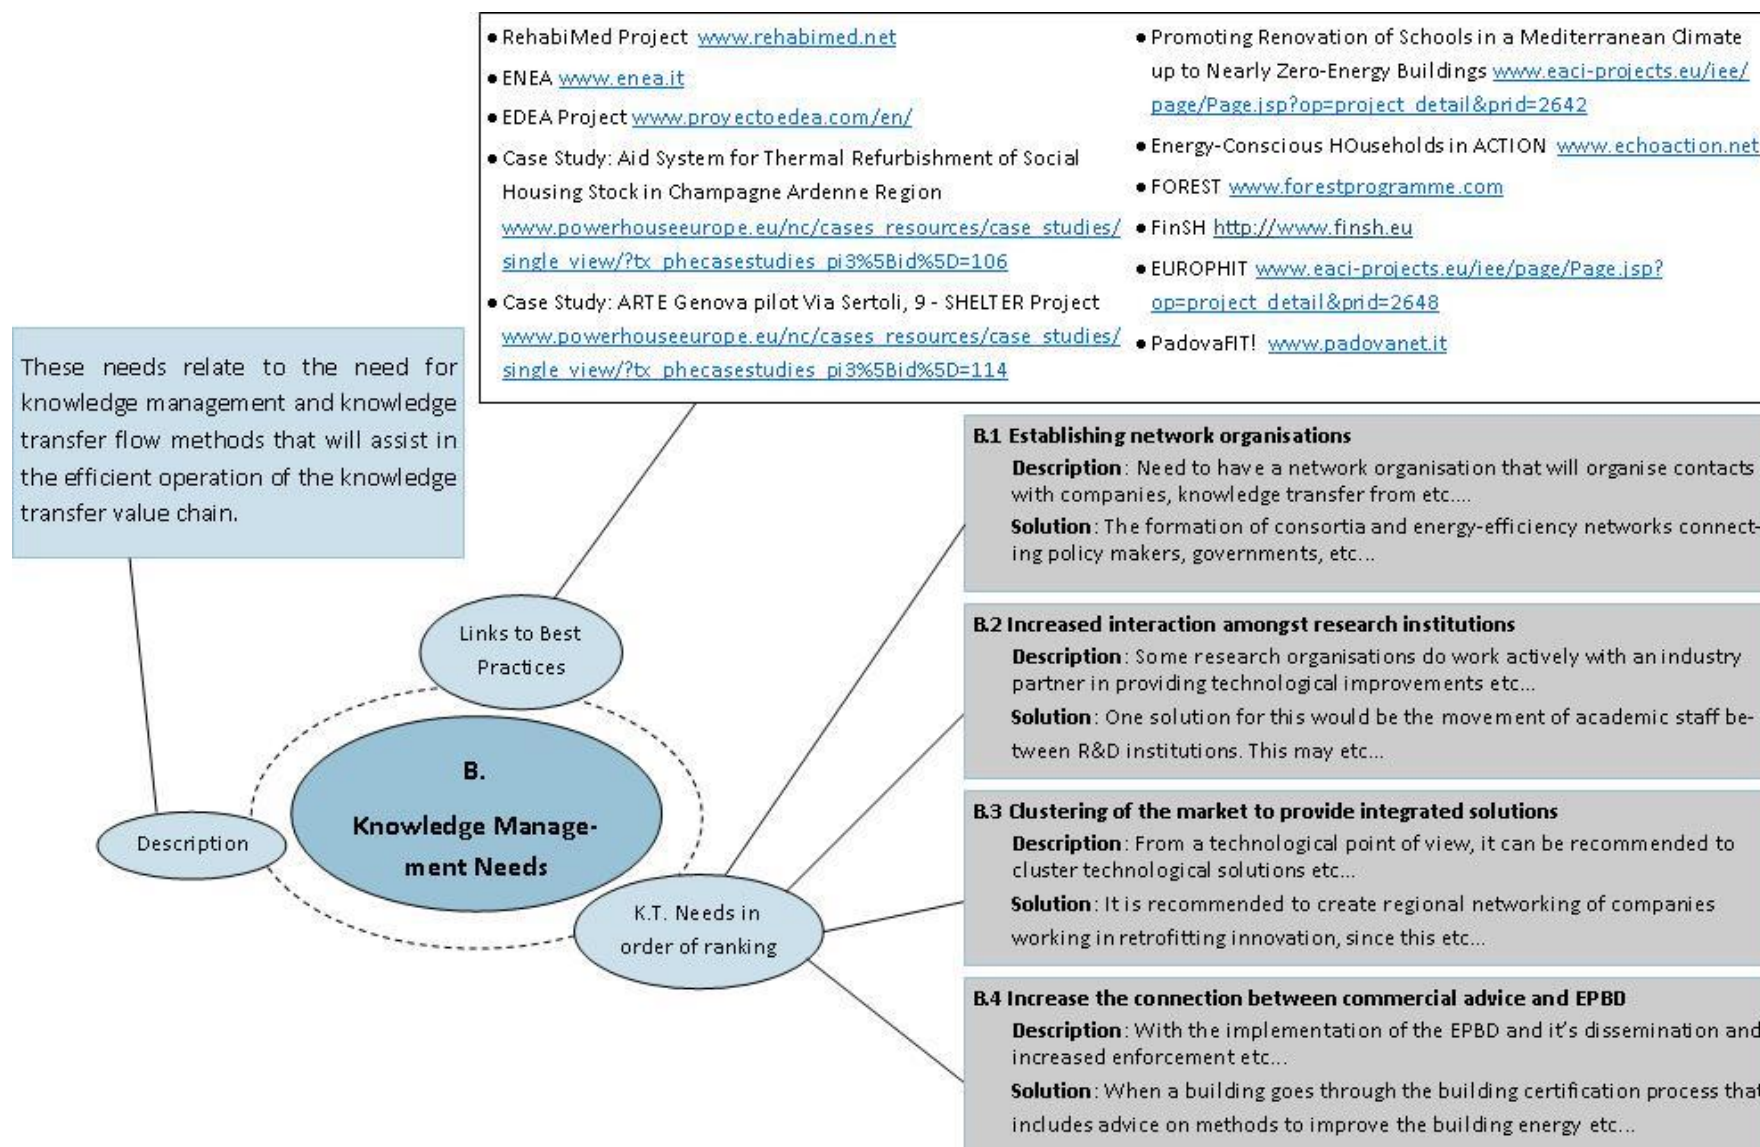 • RehabiMed Project www.rehabimed.net
• ENEA www.enea.it
• EDEA Project www.proyectoedea.com/en/
• Case Study: Aid System for Thermal Refurbishment of Social
Housing Stock in Champagne Ardenne Region
www.powerhouseeurope.eu/nc/cases_resources/case_studies/
single_view/?tx_phecasestudies_pi3%5Bid%5D=106
• Case Study: ARTE Genova pilot Via Sertoli, 9 - SHELTER Project
www.powerhouseeurope.eu/nc/cases_resources/case_studies/
single_view/?tx_phecasestudies_pi3%5Bid%5D=114
• Promoting Renovation of Schools in a Mediterranean Climate
up to Nearly Zero-Energy Buildings www.eaci-projects.eu/iee/
page/Page.jsp?op=project_detail&prid=2642
• Energy-Conscious HOuseholds in ACTION www.echoaction.net
• FOREST www.forestprogramme.com
• FinSH http://www.finsh.eu
• EUROPHIT www.eaci-projects.eu/iee/page/Page.jsp?
op=project_detail&prid=2648
• PadovaFIT! www.padovanet.it
These needs relate to the need for
knowledge management and knowledge
transfer flow methods that will assist in
the efficient operation of the knowledge
transfer value chain.
Links to Best
Practices
B.
Knowledge Manage-
ment Needs
Description
K.T. Needs in
order of ranking
B.1 Establishing network organisations
Description: Need to have a network organisation that will organise contacts
with companies, knowledge transfer from etc....
Solution: The formation of consortia and energy-efficiency networks connect-
ing policy makers, governments, etc...
B.2 Increased interaction amongst research institutions
Description: Some research organisations do work actively with an industry
partner in providing technological improvements etc...
Solution: One solution for this would be the movement of academic staff be-
tween R&D institutions. This may etc...
B.3 Clustering of the market to provide integrated solutions
Description: From a technological point of view, it can be recommended to
cluster technological solutions etc...
Solution: It is recommended to create regional networking of companies
working in retrofitting innovation, since this etc...
B.4 Increase the connection between commercial advice and EPBD
Description: With the implementation of the EPBD and it's dissemination and
increased enforcement etc...
Solution: When a building goes through the building certification process that
includes advice on methods to improve the building energy etc...